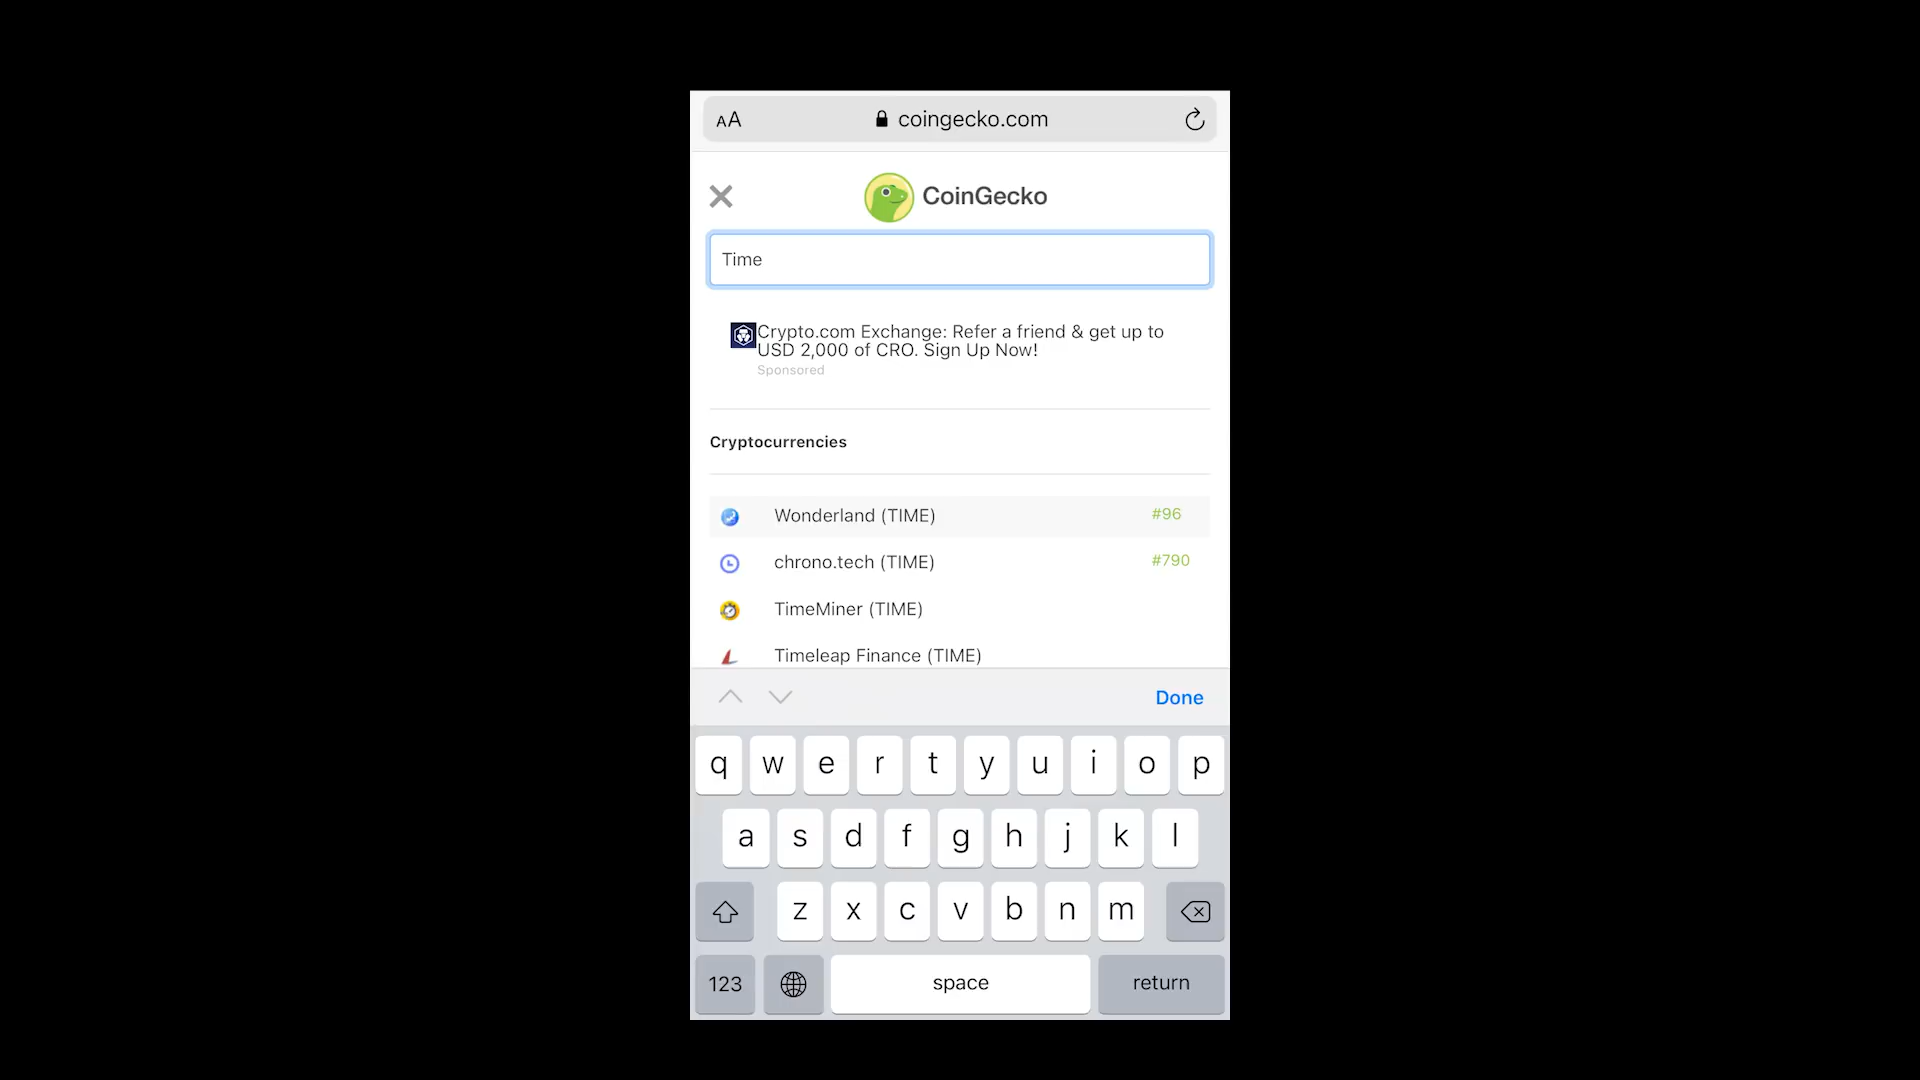 AA
coingecko.com
CoinGecko
Time
Crypto.com Exchange: Refer a friend & get up to
USD 2,000 of CRO. Sign Up Now!
Sponsored
Cryptocurrencies
Wonderland (TIME) #96
chrono.tech (TIME) #790
TimeMiner (TIME)
Timeleap Finance (TIME)
Done
q w e r t y u i o p
a s d f g h j k l
z x c v b n m
123 space return